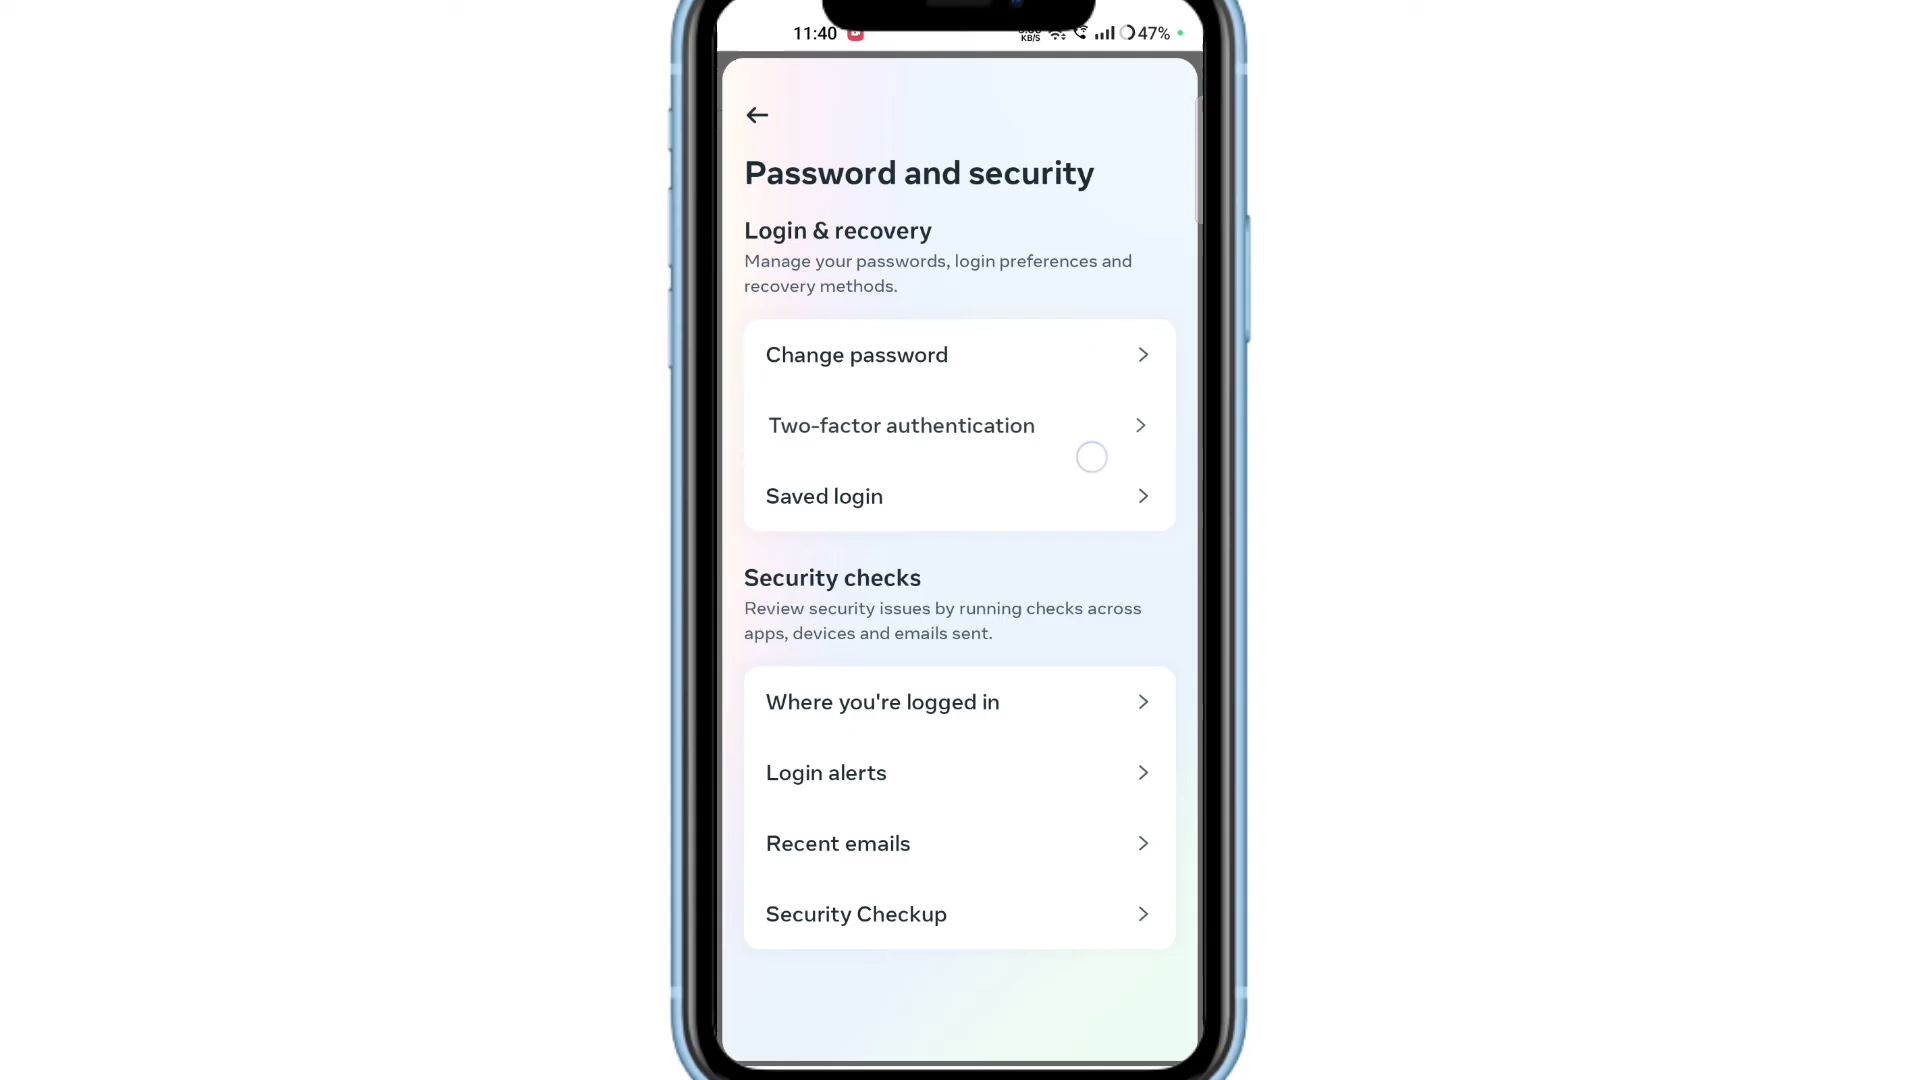 11:40
KB/S
47%
Password and security
Login & recovery
Manage your passwords, login preferences and
recovery methods.
Change password
Two-factor authentication
Saved login
Security checks
Review security issues by running checks across
apps, devices and emails sent.
Where you're logged in
Login alerts
Recent emails
Security Checkup